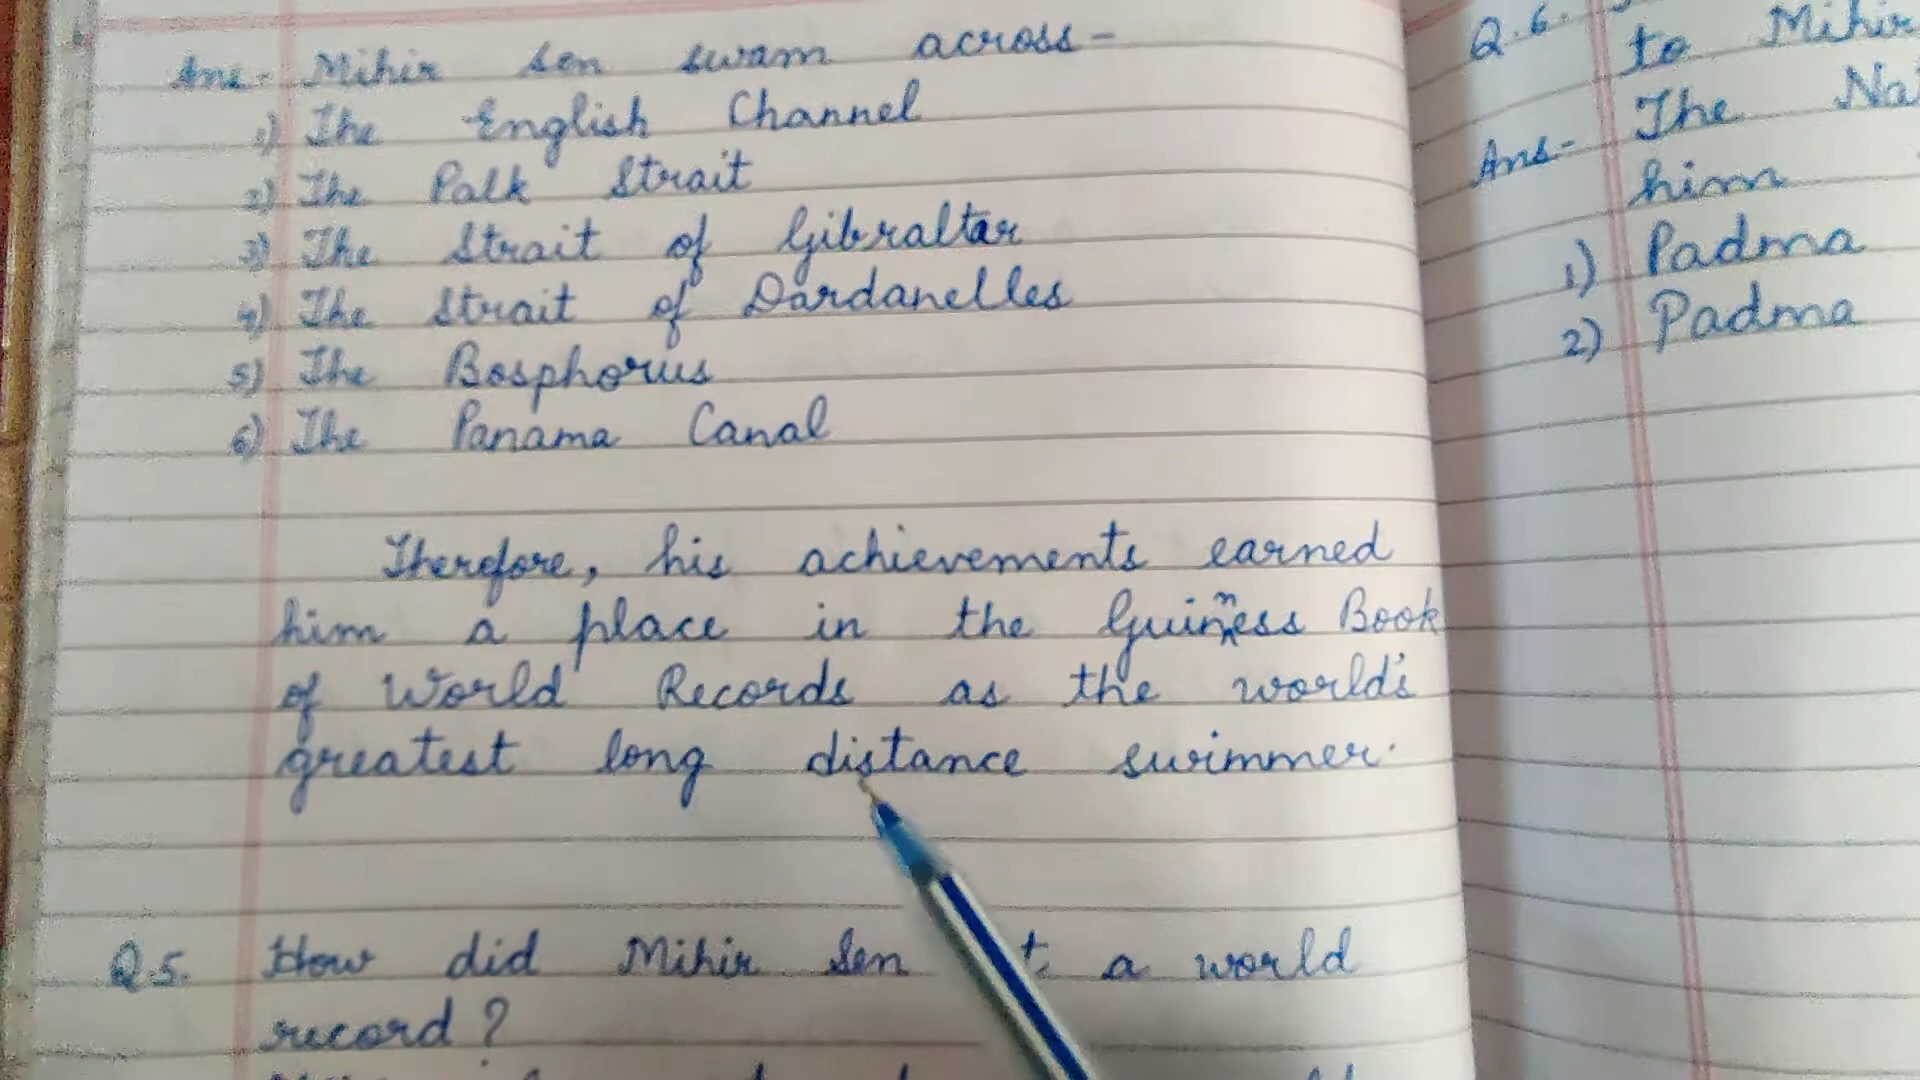 Ans- Mihir Sen swam across-
1) The English Channel
2) The Palk Strait
3) The Strait of Gibraltar
4) The Strait of Dardanelles
5) The Bosphorus
6) The Panama Canal
Therefore, his achievements earned
him a place in the Guinness Book
of World Records as the world's
greatest long distance swimmer.
Q.5. How did Mihir Sen a world
record?
Q.6.
to Mihir
Ans- The
him
1) Padma
2) Padma